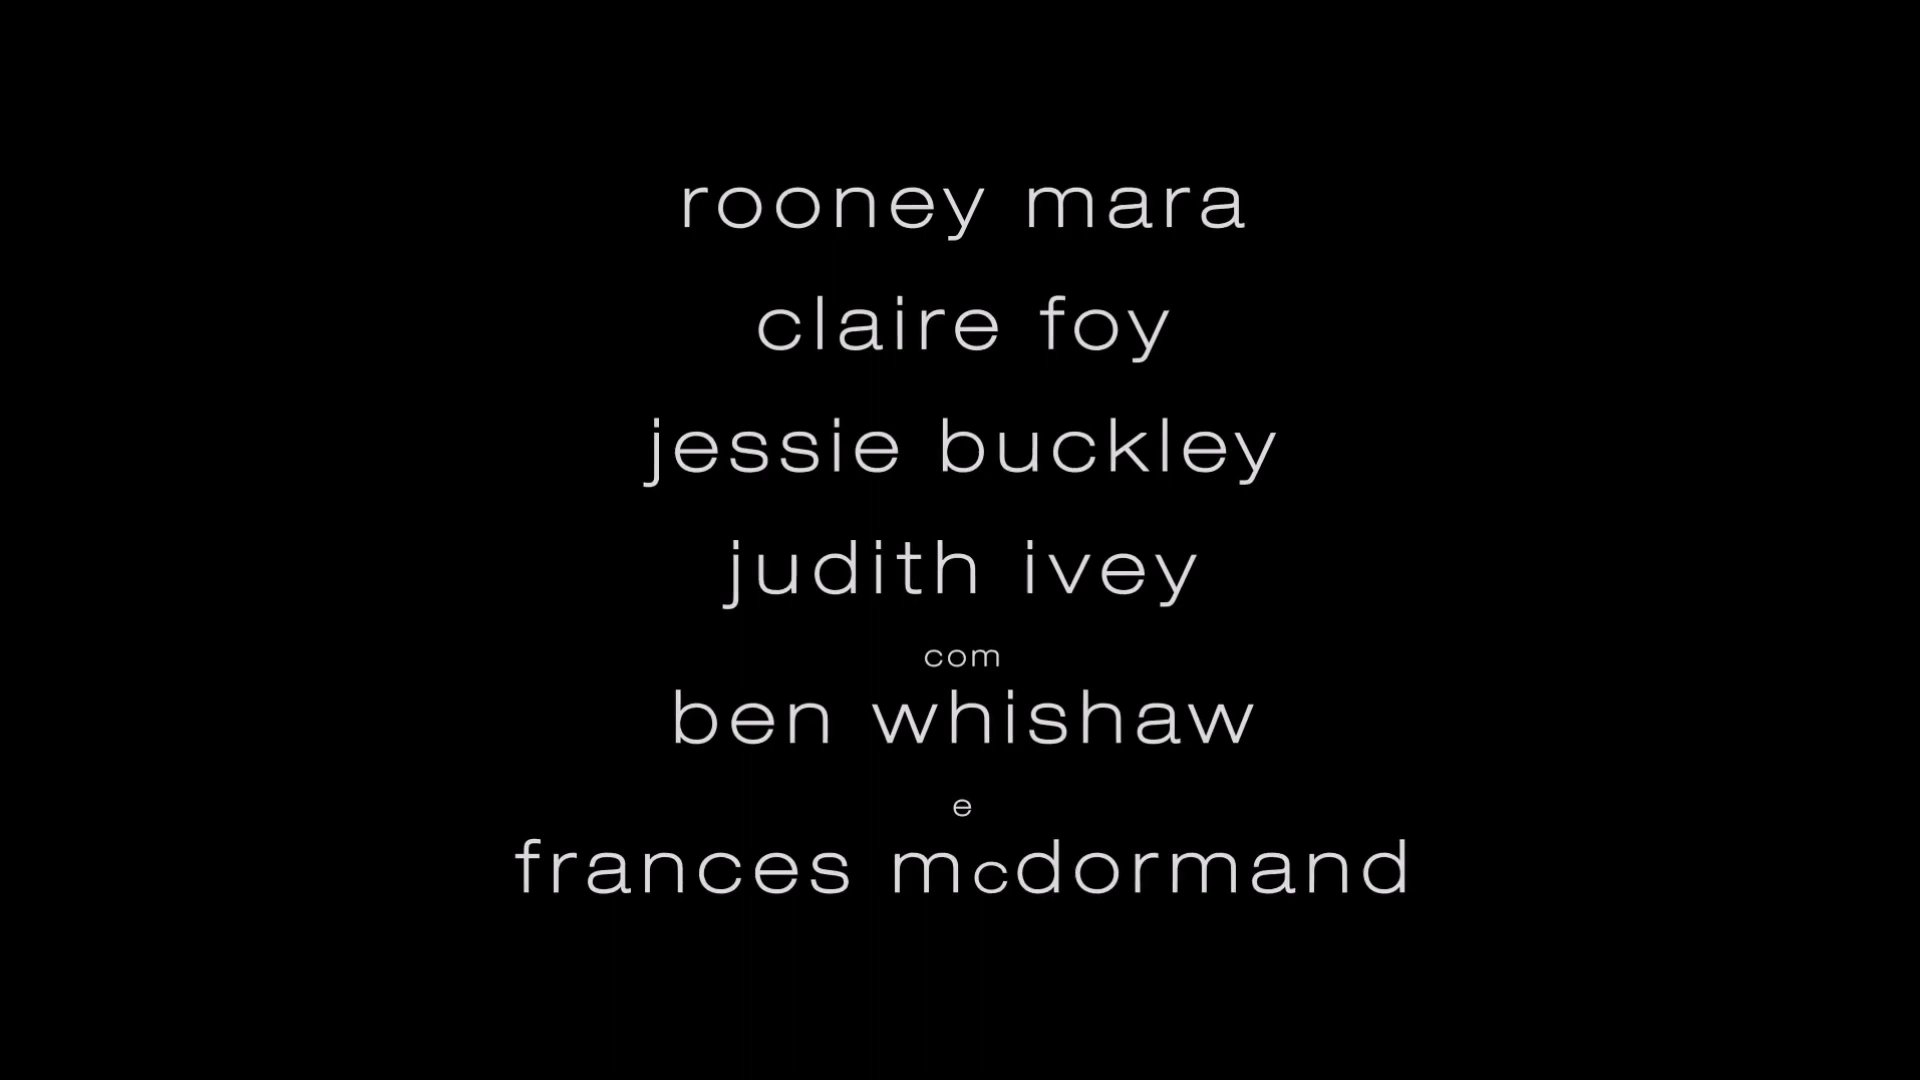 rooney mara
claire foy
jessie buckley
judith ivey
com
ben whishaw
e
frances mcdormand